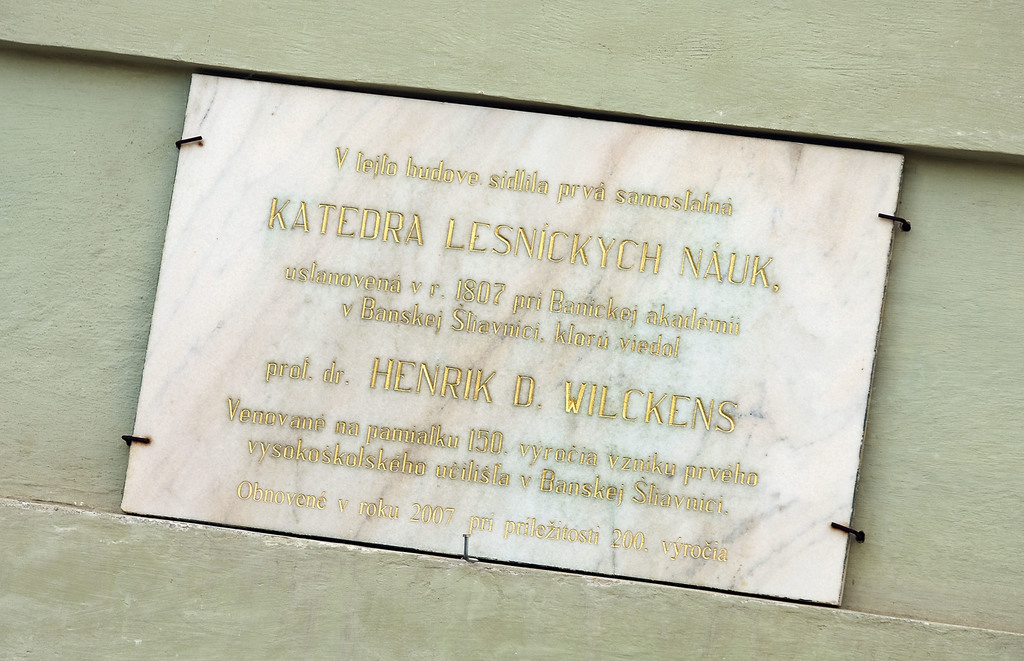 V tejto budove sídlila prvá samostatná
KATEDRA LESNÍCKYCH NÁUK,
ustanovená v r. 1807 pri Baníckej akadémii
v Banskej Štiavnici, ktorú viedol
prof. dr. HENRIK D. WILCKENS
Venované na pamiatku 150. výročia vzniku prvého
vysokoškolského učilišťa v Banskej Štiavnici.
Obnovené v roku 2007 pri príležitosti 200. výročia